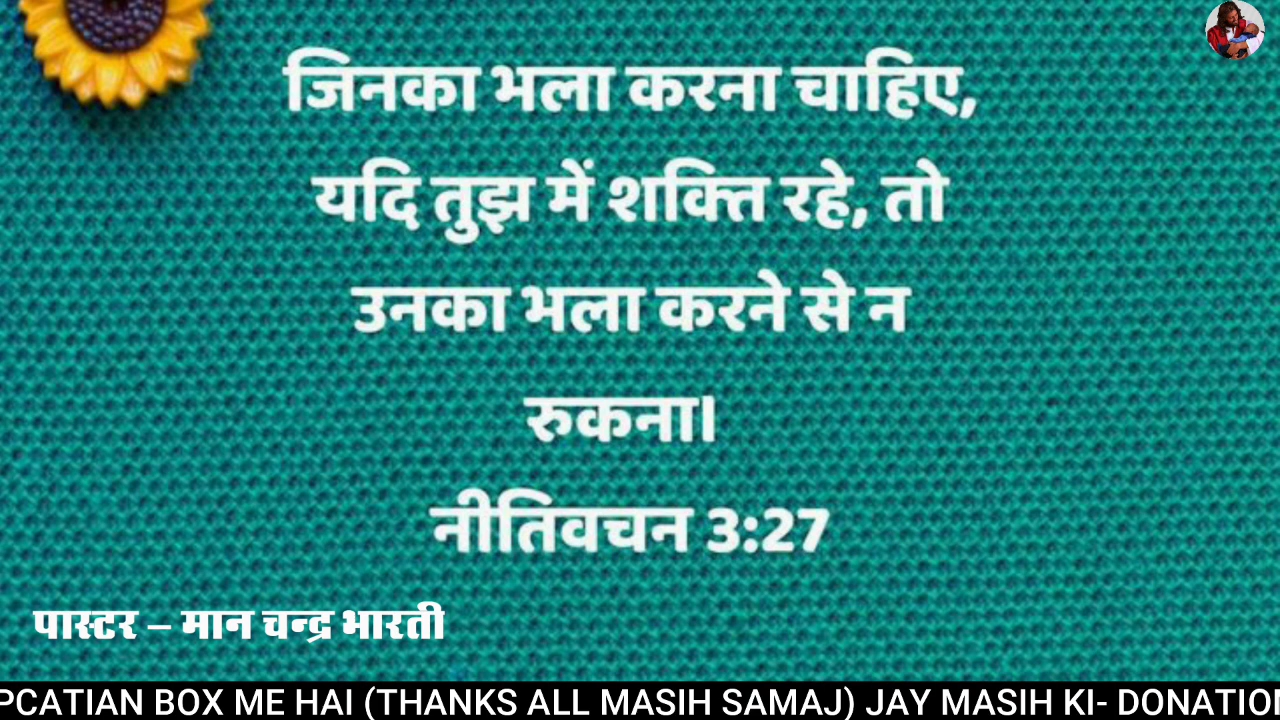 जिनका भला करना चाहिए,
यदि तुझ में शक्ति रहे, तो
उनका भला करने से न
रुकना।
नीतिवचन 3:27
पास्टर – मान चन्द्र भारती
PCATIAN BOX ME HAI (THANKS ALL MASIH SAMAJ) JAY MASIH KI- DONATION